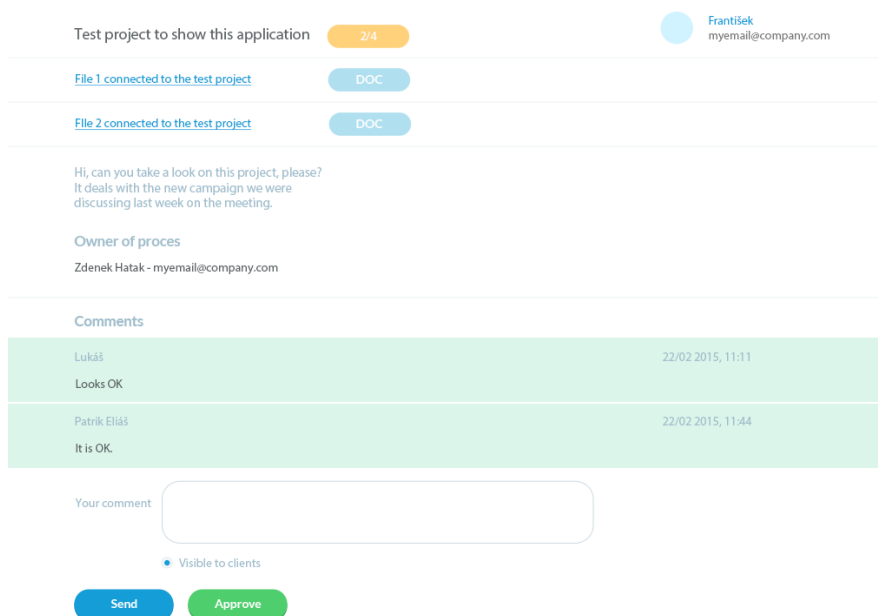 Test project to show this application
2/4
František
myemail@company.com
File 1 connected to the test project
DOC
FIle 2 connected to the test project
DOC
Hi, can you take a look on this project, please?
It deals with the new campaign we were
discussing last week on the meeting.
Owner of proces
Zdenek Hatak - myemail@company.com
Comments
Lukáš
22/02 2015, 11:11
Looks OK
Patrik Eliáš
22/02 2015, 11:44
It is OK.
Your comment
Visible to clients
Send
Approve